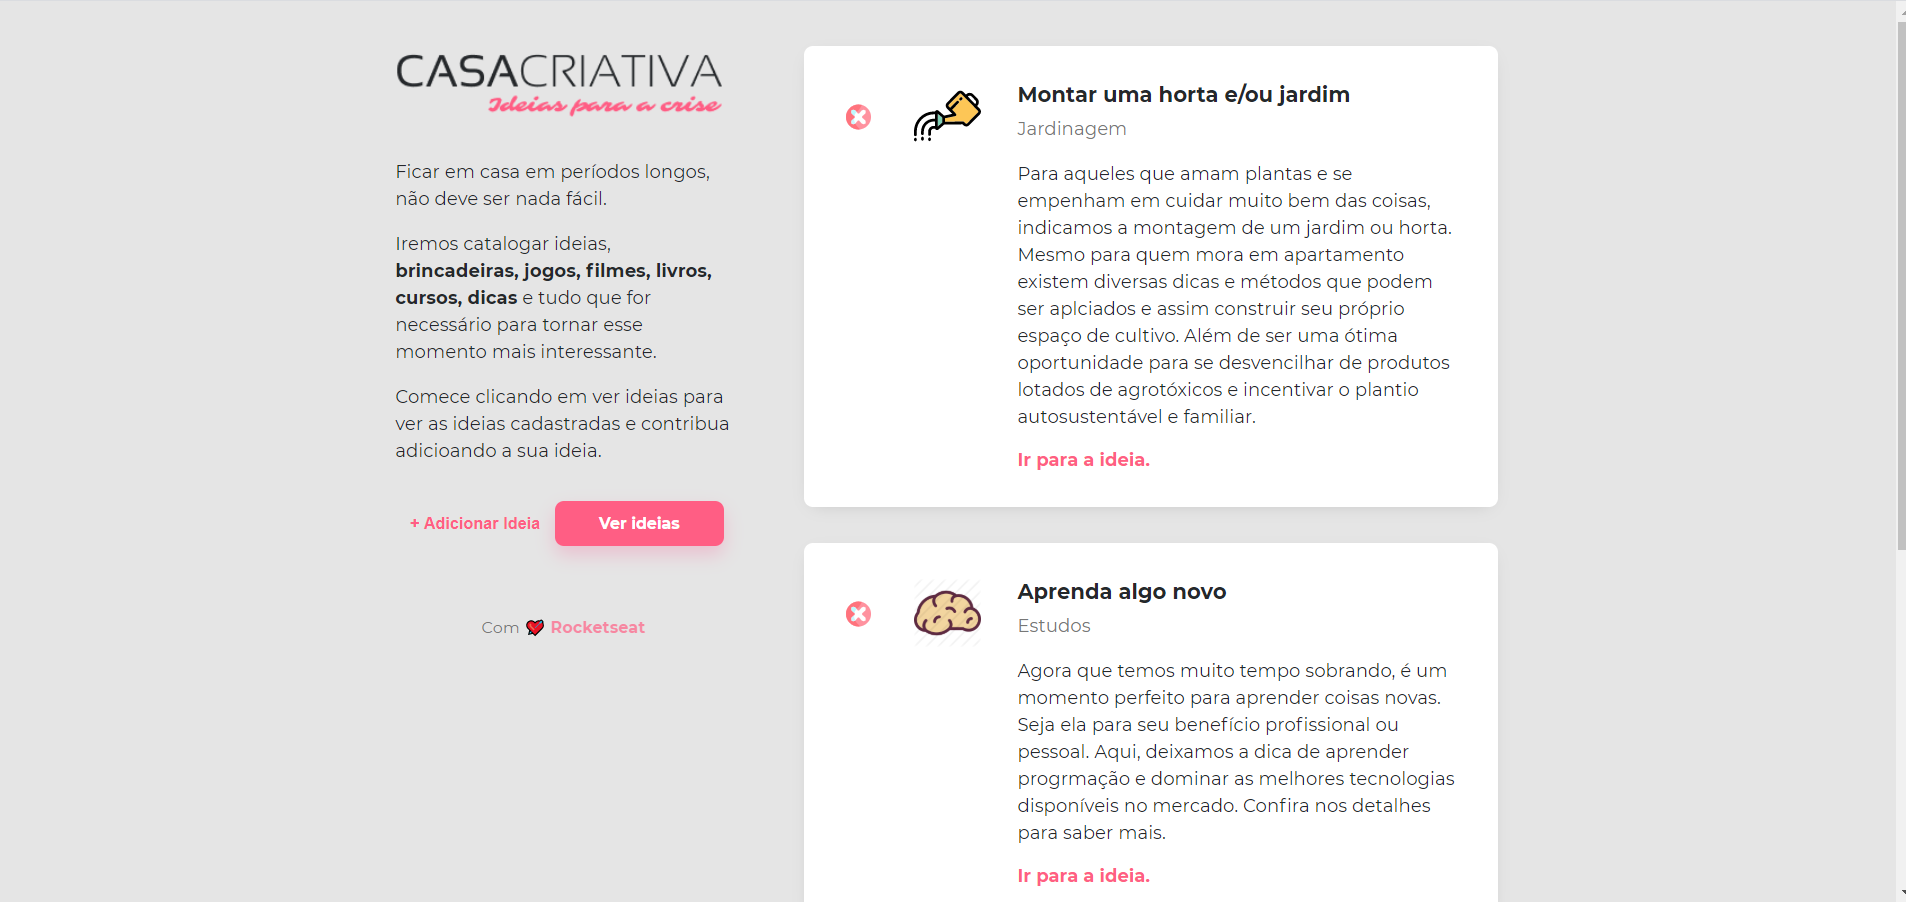 CASACRIATIVA
Ideias para a crise
Ficar em casa em períodos longos,
não deve ser nada fácil.
Iremos catalogar ideias,
brincadeiras, jogos, filmes, livros,
cursos, dicas e tudo que for
necessário para tornar esse
momento mais interessante.
Comece clicando em ver ideias para
ver as ideias cadastradas e contribua
adicioando a sua ideia.
+ Adicionar Ideia
Ver ideias
Com Rocketseat
Montar uma horta e/ou jardim
Jardinagem
Para aqueles que amam plantas e se
empenham em cuidar muito bem das coisas,
indicamos a montagem de um jardim ou horta.
Mesmo para quem mora em apartamento
existem diversas dicas e métodos que podem
ser aplciados e assim construir seu próprio
espaço de cultivo. Além de ser uma ótima
oportunidade para se desvencilhar de produtos
lotados de agrotóxicos e incentivar o plantio
autosustentável e familiar.
Ir para a ideia.
Aprenda algo novo
Estudos
Agora que temos muito tempo sobrando, é um
momento perfeito para aprender coisas novas.
Seja ela para seu benefício profissional ou
pessoal. Aqui, deixamos a dica de aprender
progrmação e dominar as melhores tecnologias
disponíveis no mercado. Confira nos detalhes
para saber mais.
Ir para a ideia.